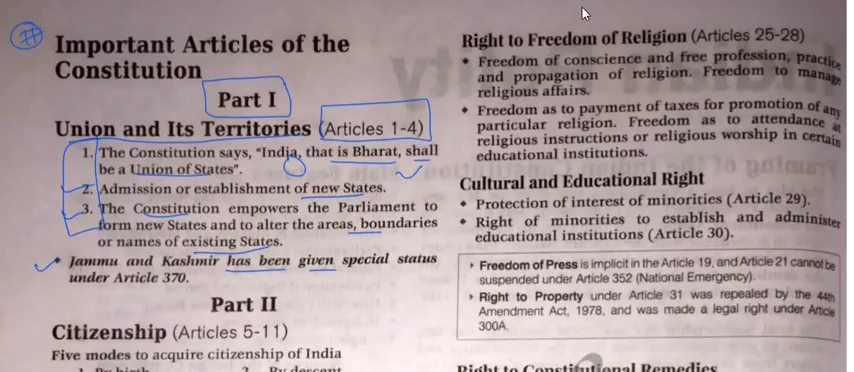 Important Articles of the
Constitution
Part I
Union and Its Territories (Articles 1-4)
1. The Constitution says, “India, that is Bharat, shall
be a Union of States”.
2. Admission or establishment of new States.
3. The Constitution empowers the Parliament to
form new States and to alter the areas, boundaries
or names of existing States.
• Jammu and Kashmir has been given special status
under Article 370.
Part II
Citizenship (Articles 5-11)
Five modes to acquire citizenship of India
1. By birth 2. By descent
Right to Freedom of Religion (Articles 25-28)
• Freedom of conscience and free profession, practice
and propagation of religion. Freedom to manage
religious affairs.
• Freedom as to payment of taxes for promotion of any
particular religion. Freedom as to attendance at
religious instructions or religious worship in certain
educational institutions.
Cultural and Educational Right
• Protection of interest of minorities (Article 29).
• Right of minorities to establish and administer
educational institutions (Article 30).
Freedom of Press is implicit in the Article 19, and Article 21 cannot be
suspended under Article 352 (National Emergency).
Right to Property under Article 31 was repealed by the 44th
Amendment Act, 1978, and was made a legal right under Article
300A.
Right to Constitutional Remedies